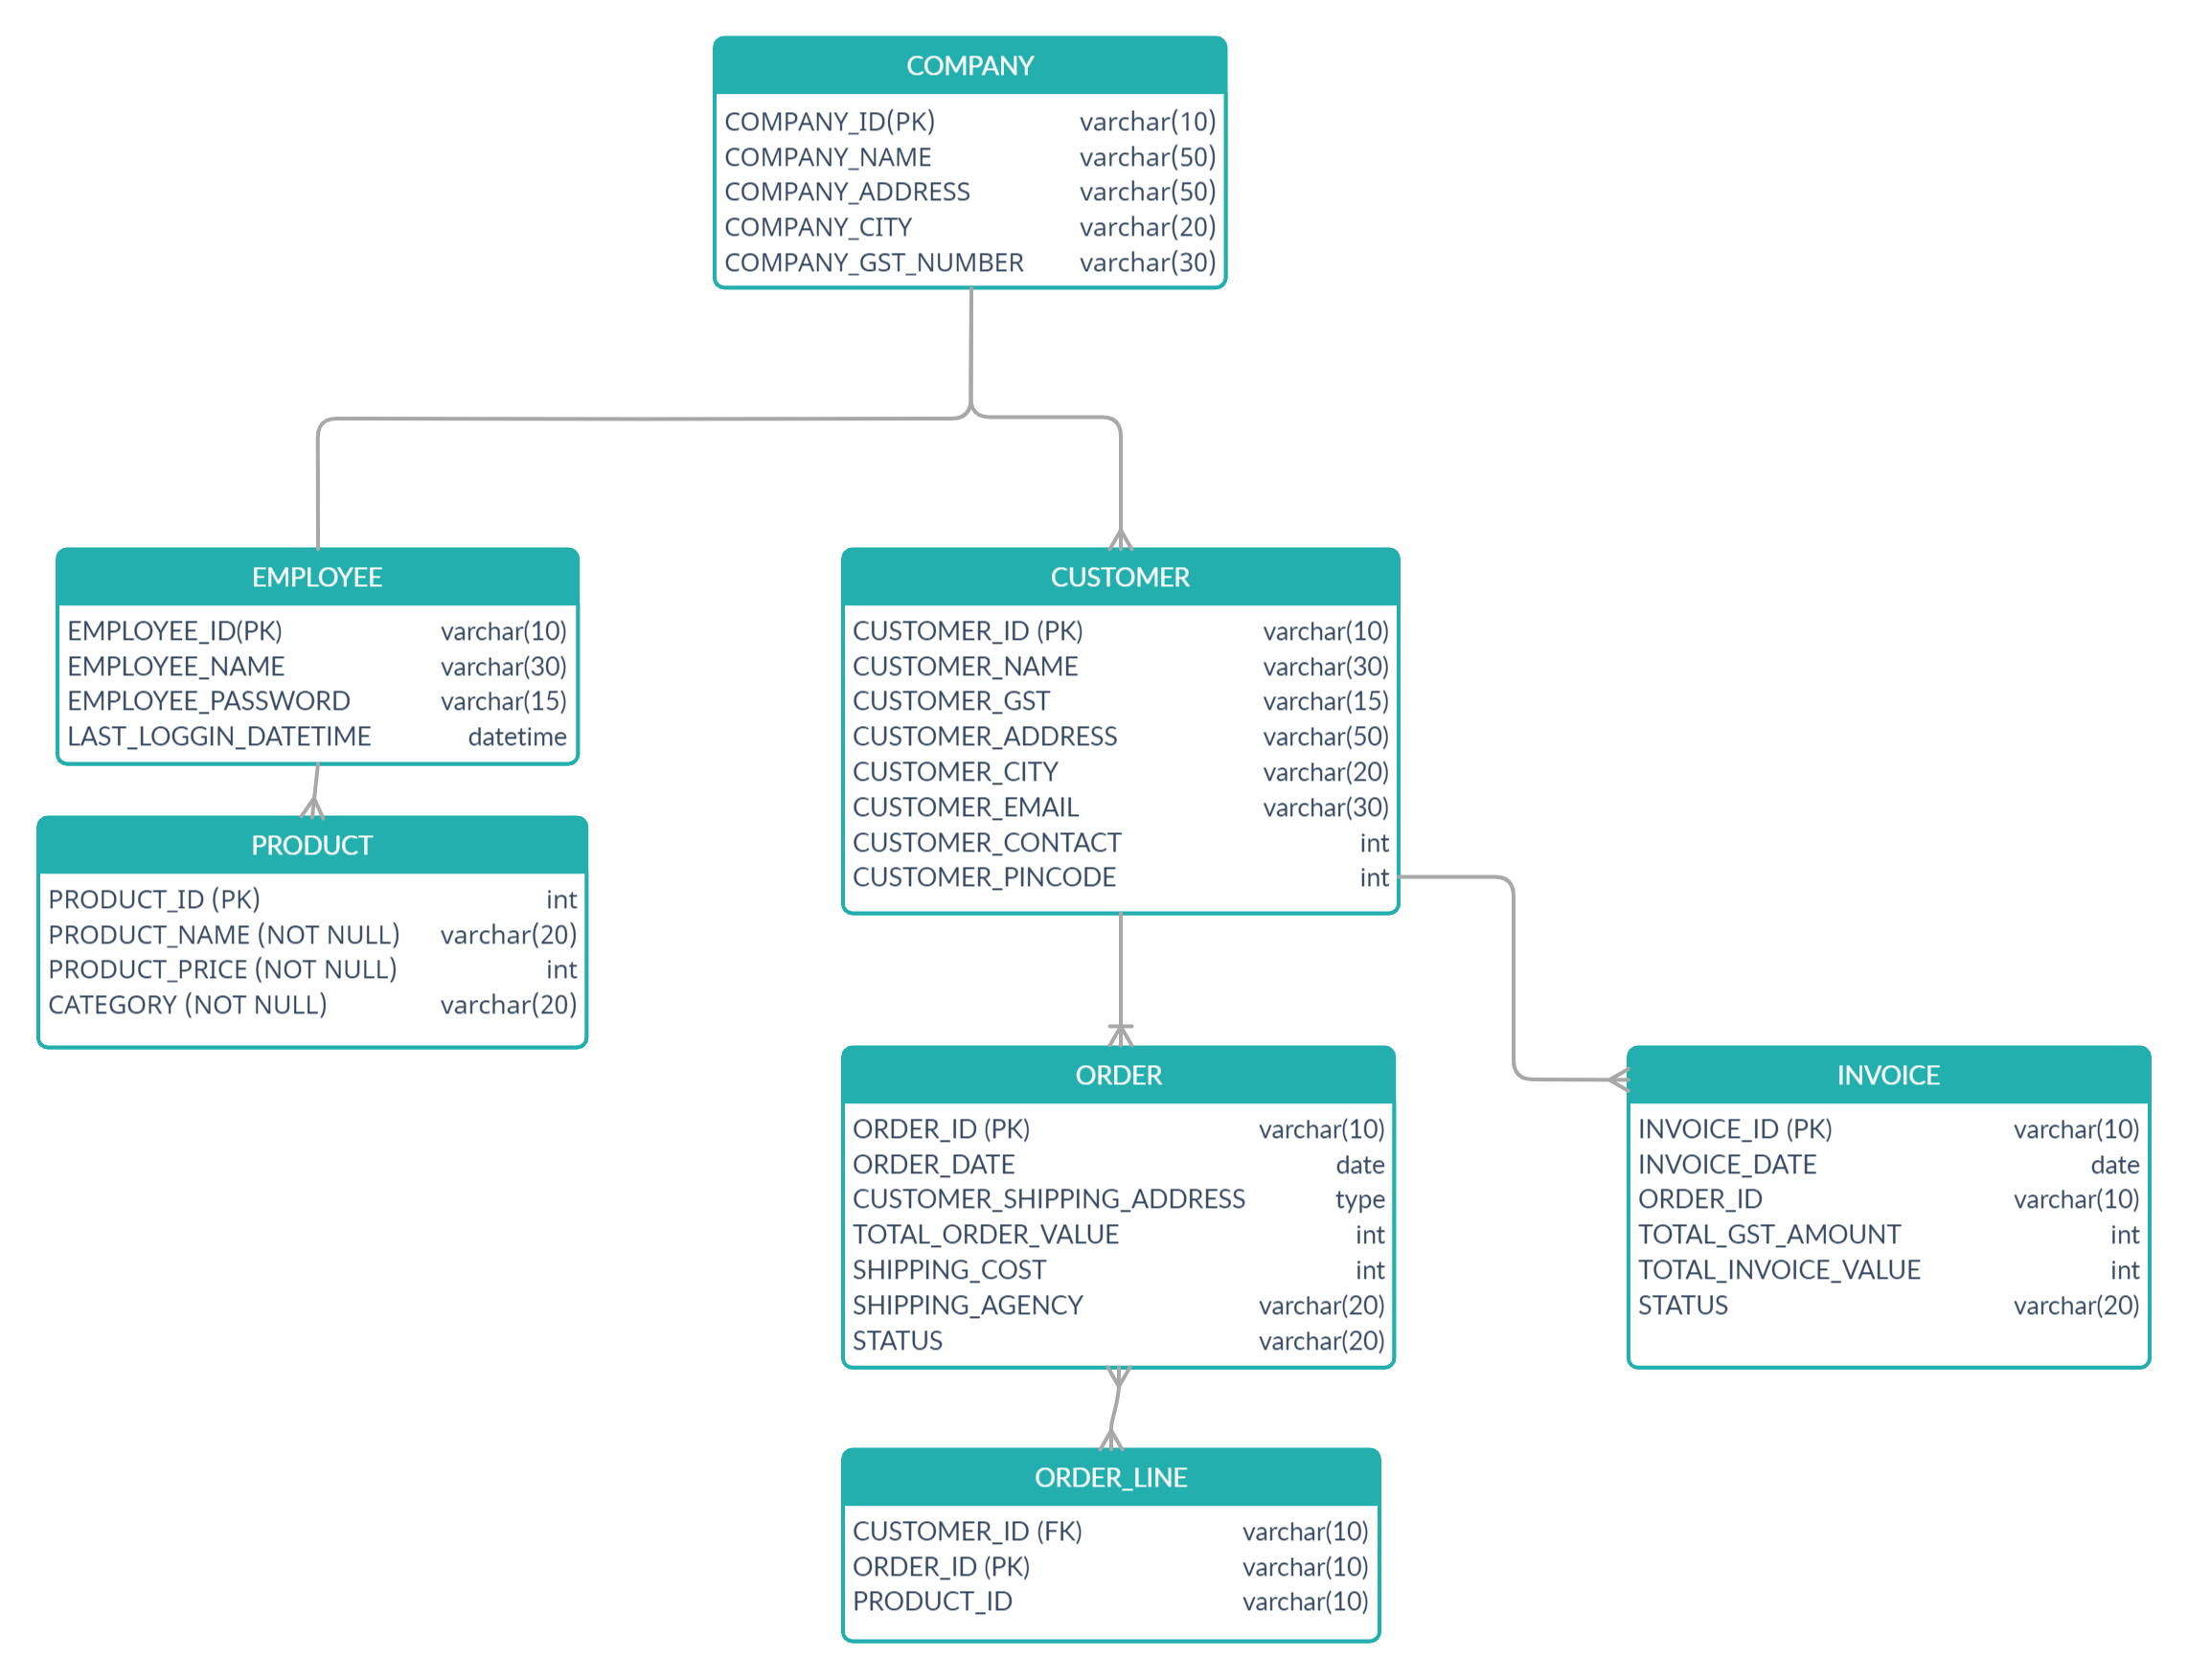 COMPANY
COMPANY_ID(PK) varchar(10)
COMPANY_NAME varchar(50)
COMPANY_ADDRESS varchar(50)
COMPANY_CITY varchar(20)
COMPANY_GST_NUMBER varchar(30)
EMPLOYEE
EMPLOYEE_ID(PK) varchar(10)
EMPLOYEE_NAME varchar(30)
EMPLOYEE_PASSWORD varchar(15)
LAST_LOGGIN_DATETIME datetime
CUSTOMER
CUSTOMER_ID (PK) varchar(10)
CUSTOMER_NAME varchar(30)
CUSTOMER_GST varchar(15)
CUSTOMER_ADDRESS varchar(50)
CUSTOMER_CITY varchar(20)
CUSTOMER_EMAIL varchar(30)
CUSTOMER_CONTACT int
CUSTOMER_PINCODE int
PRODUCT
PRODUCT_ID (PK) int
PRODUCT_NAME (NOT NULL) varchar(20)
PRODUCT_PRICE (NOT NULL) int
CATEGORY (NOT NULL) varchar(20)
ORDER
ORDER_ID (PK) varchar(10)
ORDER_DATE date
CUSTOMER_SHIPPING_ADDRESS type
TOTAL_ORDER_VALUE int
SHIPPING_COST int
SHIPPING_AGENCY varchar(20)
STATUS varchar(20)
INVOICE
INVOICE_ID (PK) varchar(10)
INVOICE_DATE date
ORDER_ID varchar(10)
TOTAL_GST_AMOUNT int
TOTAL_INVOICE_VALUE int
STATUS varchar(20)
ORDER_LINE
CUSTOMER_ID (FK) varchar(10)
ORDER_ID (PK) varchar(10)
PRODUCT_ID varchar(10)